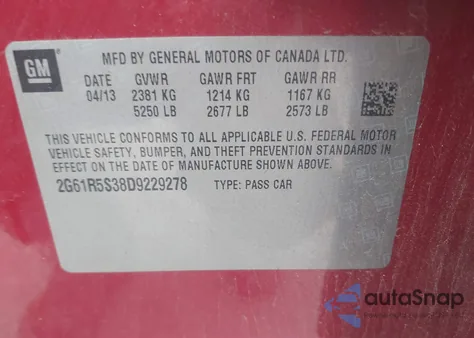 GM
MFD BY GENERAL MOTORS OF CANADA LTD.
DATE GVWR GAWR FRT GAWR RR
04/13 2381 KG 1214 KG 1167 KG
5250 LB 2677 LB 2573 LB
THIS VEHICLE CONFORMS TO ALL APPLICABLE U.S. FEDERAL MOTOR
VEHICLE SAFETY, BUMPER, AND THEFT PREVENTION STANDARDS IN
EFFECT ON THE DATE OF MANUFACTURE SHOWN ABOVE.
2G61R5S38D9229278 TYPE: PASS CAR
autoSnap